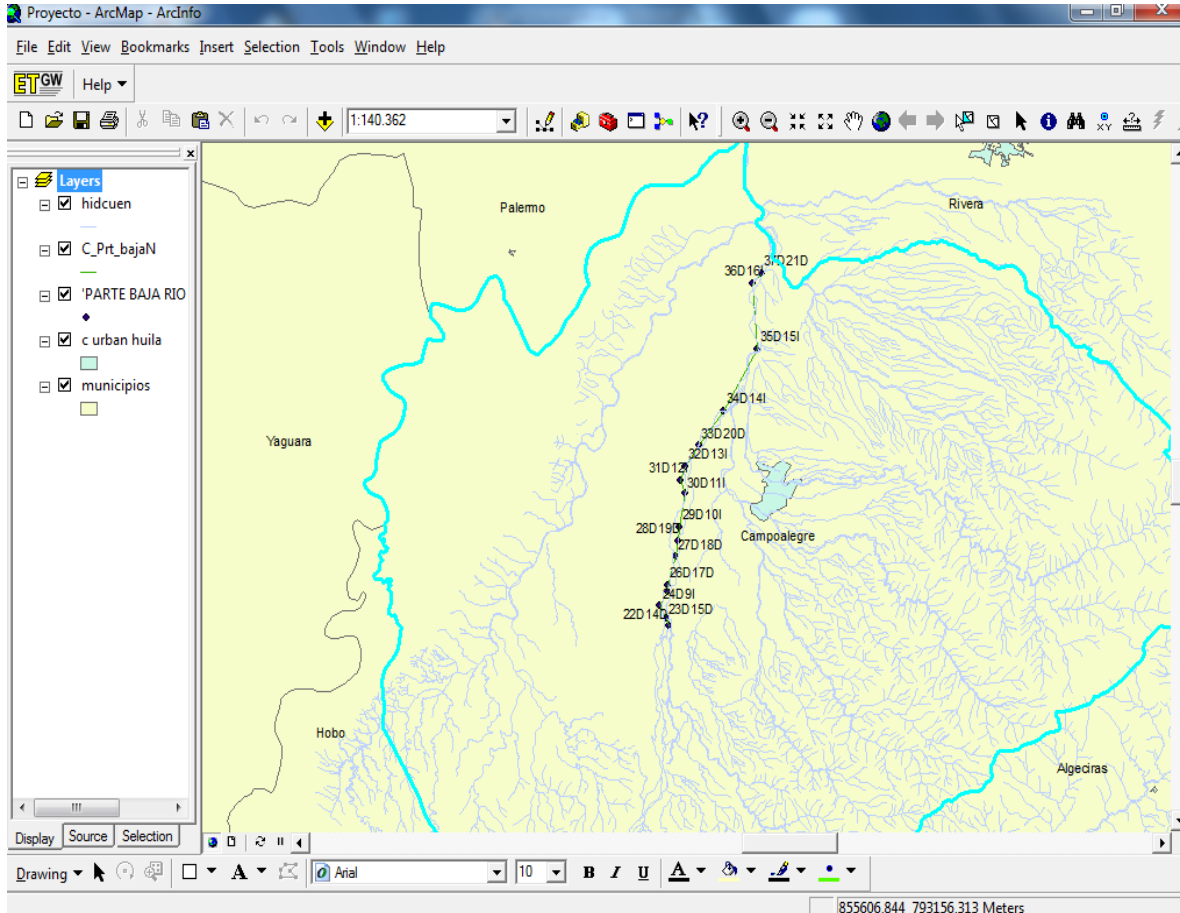 Proyecto - ArcMap - ArcInfo
File Edit View Bookmarks Insert Selection Tools Window Help
ET GW Help
1:140.362
XY
Layers
hidcuen
C_Prt_bajaN
'PARTE BAJA RIO
c urban huila
municipios
Display Source Selection
Palermo
Rivera
37D21D
36D16I
35D15I
34D14I
33D20D
32D13I
31D12I
30D11I
29D10I
28D19D
27D18D
Campoalegre
26D17D
24D9I
23D15D
22D14D
Yaguara
Hobo
Algeciras
Drawing A Arial 10 B I U A
855606.844 793156.313 Meters